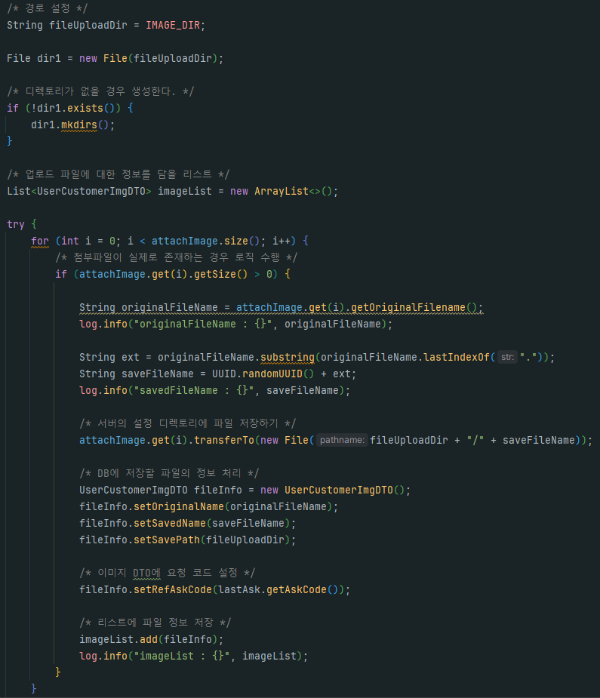 /* 경로 설정 */
String fileUploadDir = IMAGE_DIR;
File dir1 = new File(fileUploadDir);
/* 디렉토리가 없을 경우 생성한다. */
if (!dir1.exists()) {
dir1.mkdirs();
}
/* 업로드 파일에 대한 정보를 담을 리스트 */
List<UserCustomerImgDTO> imageList = new ArrayList<>();
try {
for (int i = 0; i < attachImage.size(); i++) {
/* 첨부파일이 실제로 존재하는 경우 로직 수행 */
if (attachImage.get(i).getSize() > 0) {
String originalFileName = attachImage.get(i).getOriginalFilename();
log.info("originalFileName : {}", originalFileName);
String ext = originalFileName.substring(originalFileName.lastIndexOf( str: "."));
String saveFileName = UUID.randomUUID() + ext;
log.info("savedFileName : {}", saveFileName);
/* 서버의 설정 디렉토리에 파일 저장하기 */
attachImage.get(i).transferTo(new File( pathname: fileUploadDir + "/" + saveFileName));
/* DB에 저장할 파일의 정보 처리 */
UserCustomerImgDTO fileInfo = new UserCustomerImgDTO();
fileInfo.setOriginalName(originalFileName);
fileInfo.setSavedName(saveFileName);
fileInfo.setSavePath(fileUploadDir);
/* 이미지 DTO에 요청 코드 설정 */
fileInfo.setRefAskCode(lastAsk.getAskCode());
/* 리스트에 파일 정보 저장 */
imageList.add(fileInfo);
log.info("imageList : {}", imageList);
}
}